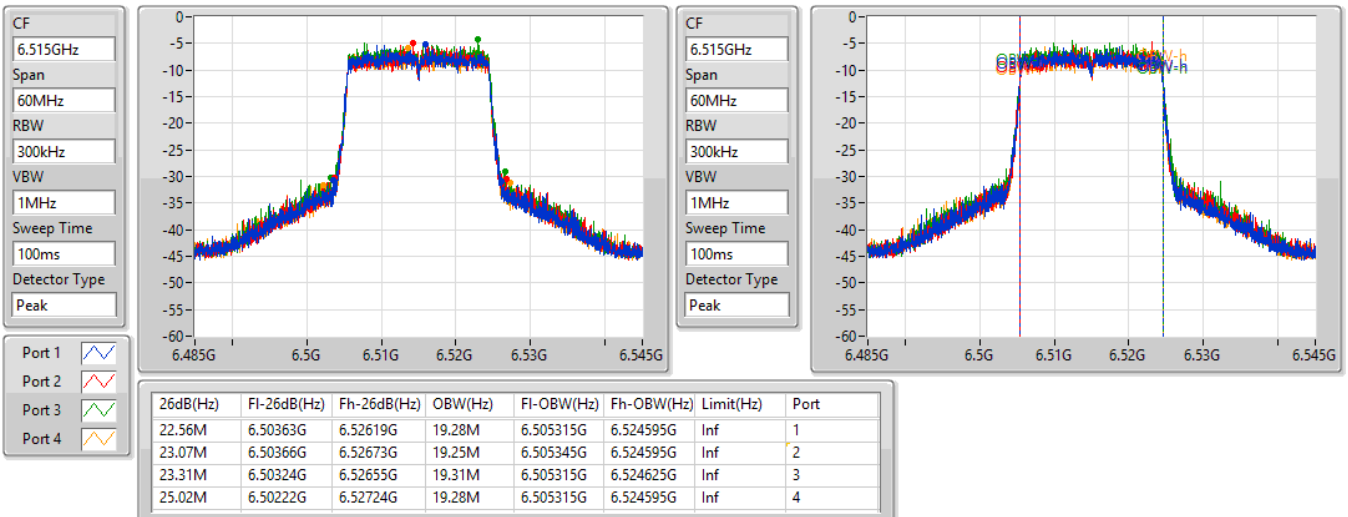 CF
6.515GHz
Span
60MHz
RBW
300kHz
VBW
1MHz
Sweep Time
100ms
Detector Type
Peak
0
-5
-10
-15
-20
-25
-30
-35
-40
-45
-50
-55
-60
6.485G 6.5G 6.51G 6.52G 6.53G 6.545G
CF
6.515GHz
Span
60MHz
RBW
300kHz
VBW
1MHz
Sweep Time
100ms
Detector Type
Peak
0
-5
-10
-15
-20
-25
-30
-35
-40
-45
-50
-55
-60
6.485G 6.5G 6.51G 6.52G 6.53G 6.545G
Port 1
Port 2
Port 3
Port 4
26dB(Hz) Fl-26dB(Hz) Fh-26dB(Hz) OBW(Hz) Fl-OBW(Hz) Fh-OBW(Hz) Limit(Hz) Port
22.56M 6.50363G 6.52619G 19.28M 6.505315G 6.524595G Inf 1
23.07M 6.50366G 6.52673G 19.25M 6.505345G 6.524595G Inf 2
23.31M 6.50324G 6.52655G 19.31M 6.505315G 6.524625G Inf 3
25.02M 6.50222G 6.52724G 19.28M 6.505315G 6.524595G Inf 4